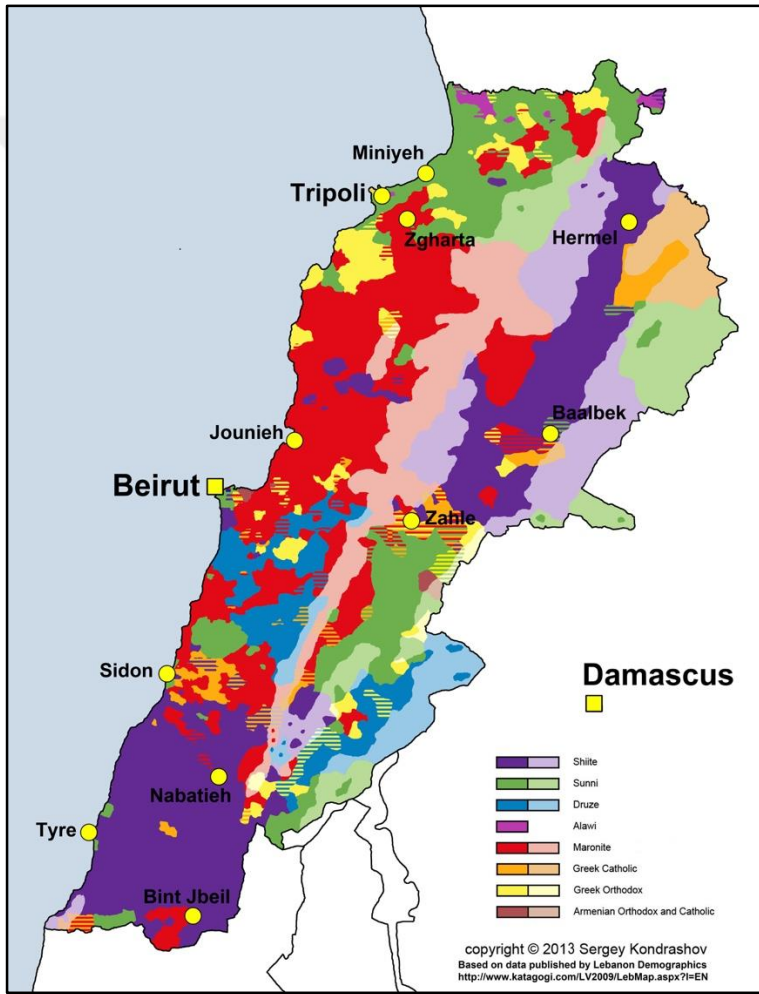 Miniyeh
Tripoli
Zgharta
Hermel
Jounieh
Baalbek
Beirut
Zahle
Sidon
Damascus
Nabatieh
Tyre
Bint Jbeil
Shiite
Sunni
Druze
Alawi
Maronite
Greek Catholic
Greek Orthodox
Armenian Orthodox and Catholic
copyright © 2013 Sergey Kondrashov
Based on data published by Lebanon Demographics
http://www.katagogi.com/LV2009/LebMap.aspx?l=EN